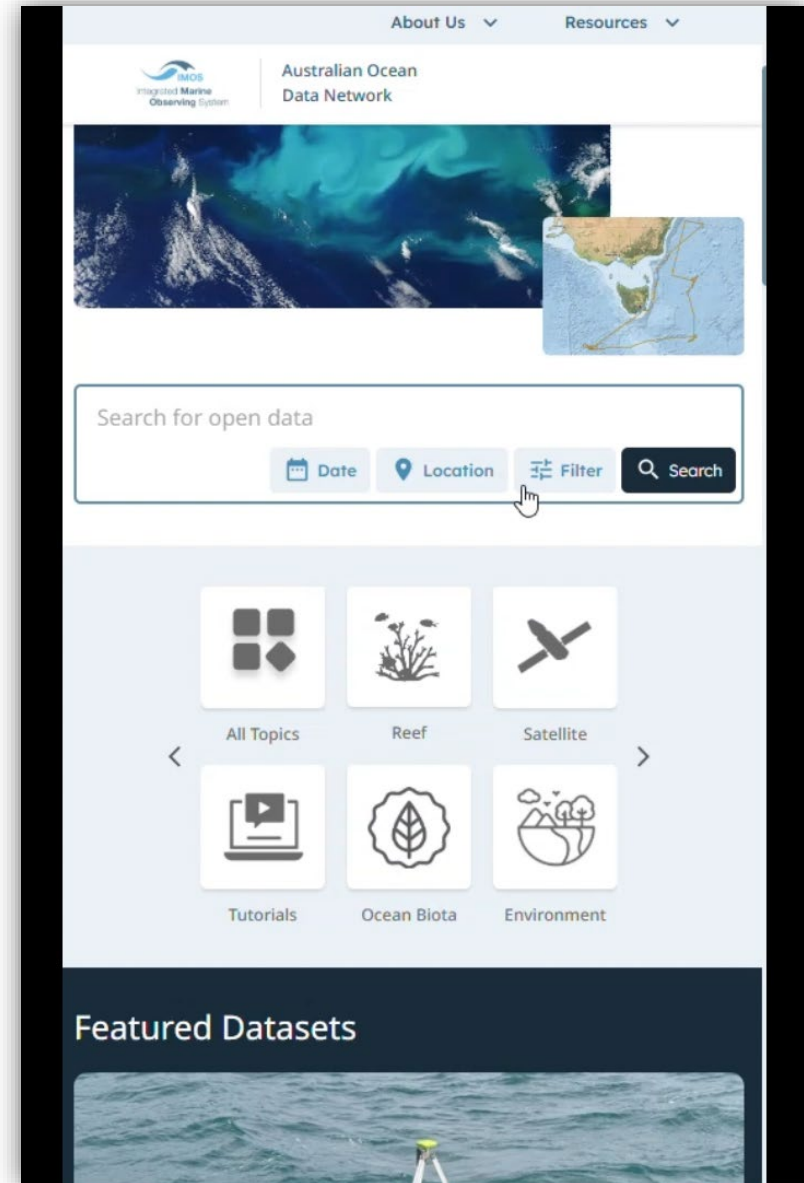 About Us
Resources
IMOS
Integrated Marine
Observing System
Australian Ocean
Data Network
Search for open data
Date
Location
Filter
Search
All Topics
Reef
Satellite
Tutorials
Ocean Biota
Environment
Featured Datasets